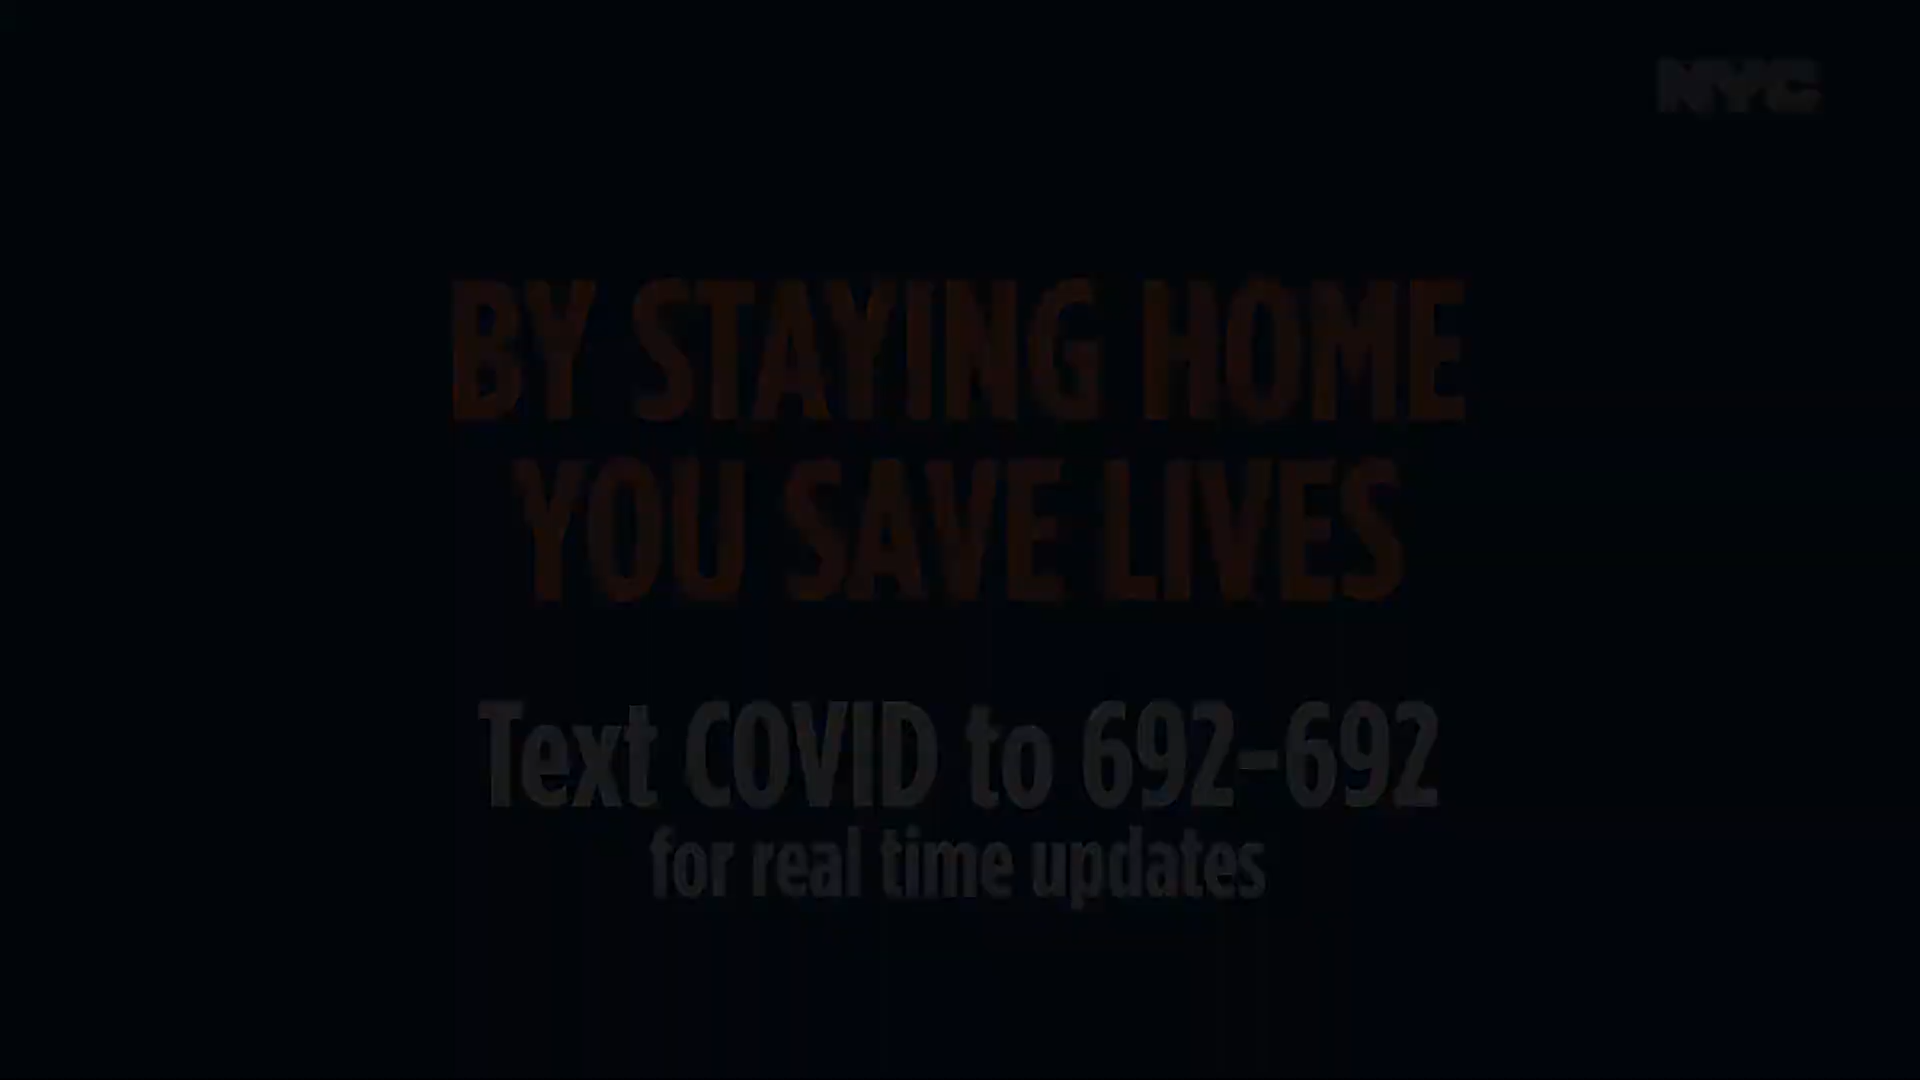 NYC
BY STAYING HOME
YOU SAVE LIVES
Text COVID to 692-692
for real time updates